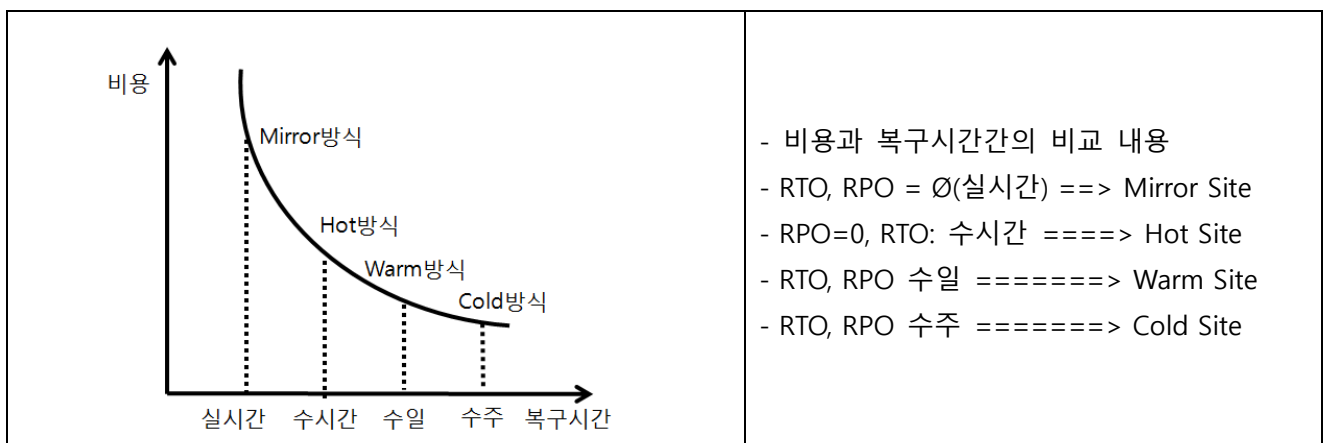 비용
Mirror방식
Hot방식
Warm방식
Cold방식
실시간 수시간 수일 수주 복구시간
- 비용과 복구시간간의 비교 내용
- RTO, RPO = Ø(실시간) ==> Mirror Site
- RPO=0, RTO: 수시간 ====> Hot Site
- RTO, RPO 수일 =======> Warm Site
- RTO, RPO 수주 =======> Cold Site